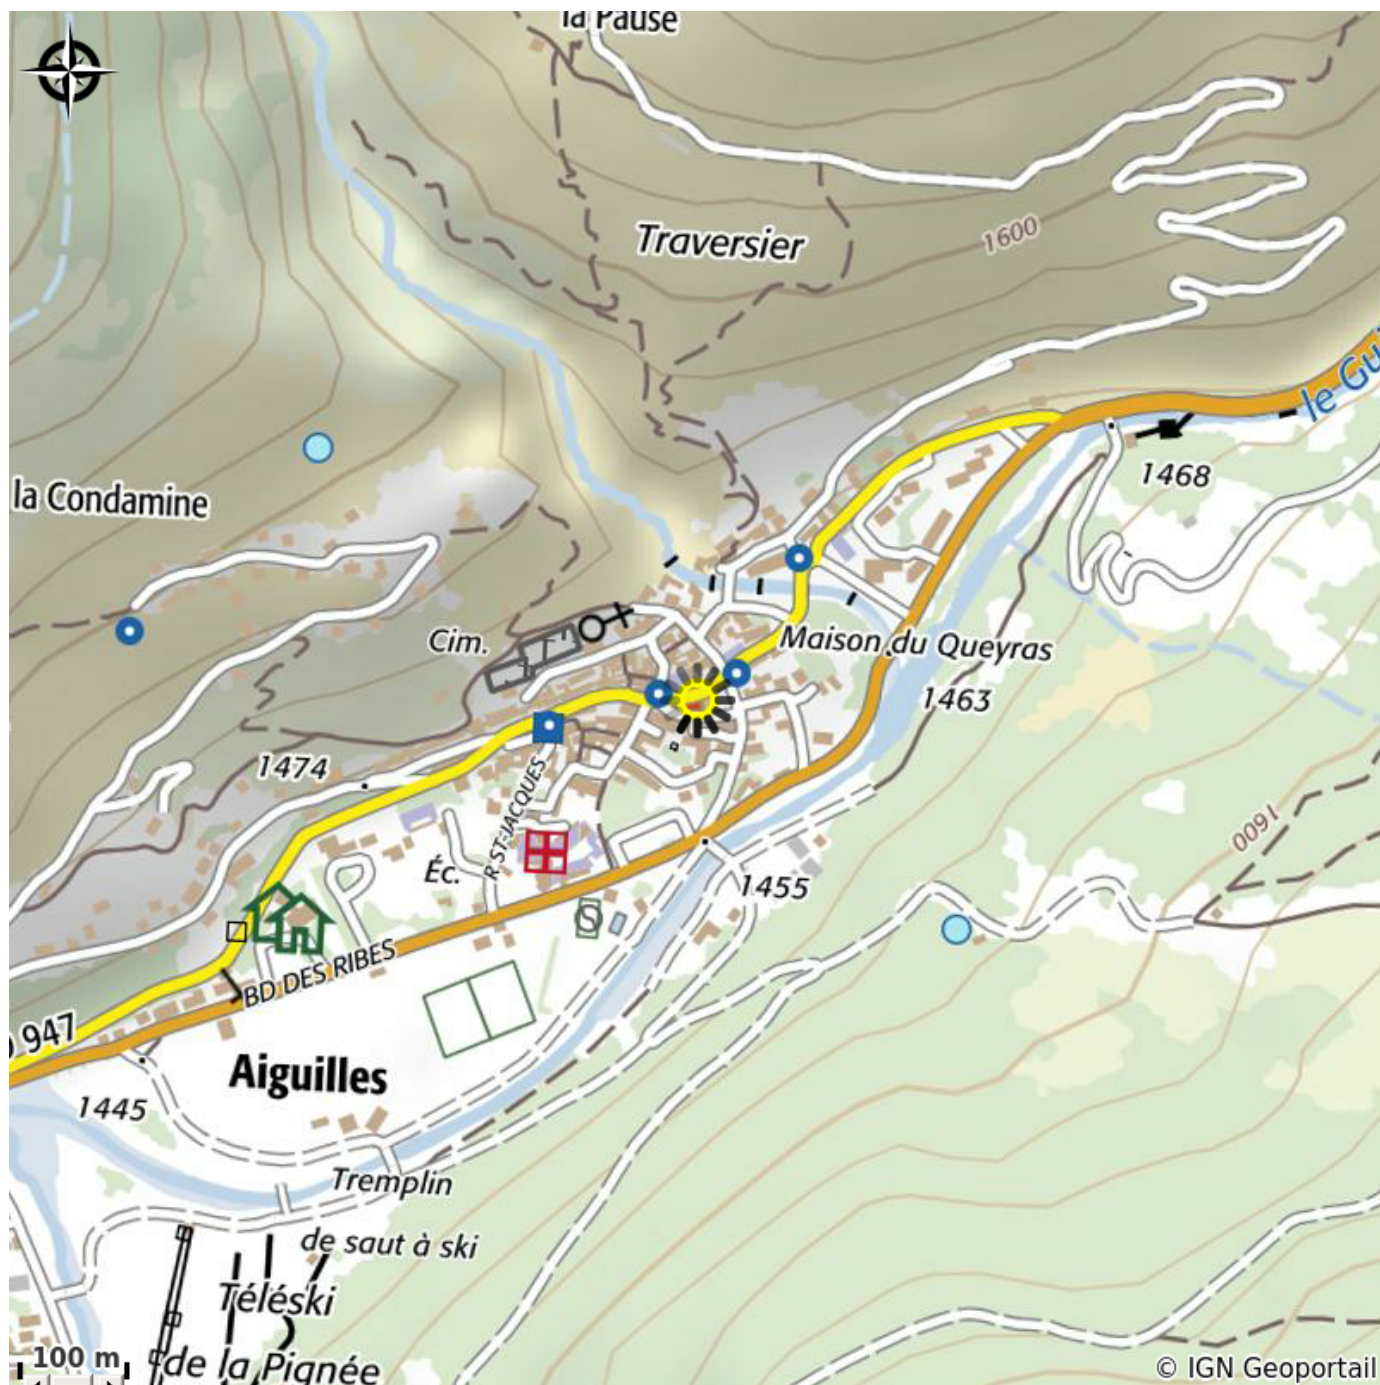 la Pause
Traversier
1600
le Gui
1468
la Condamine
Cim.
Maison du Queyras
1463
1474
R ST-JACQUES
Éc.
1600
1455
BD DES RIBES
D 947
Aiguilles
1445
Tremplin
de saut à ski
Téléski
de la Pignée
100 m
© IGN Geoportail